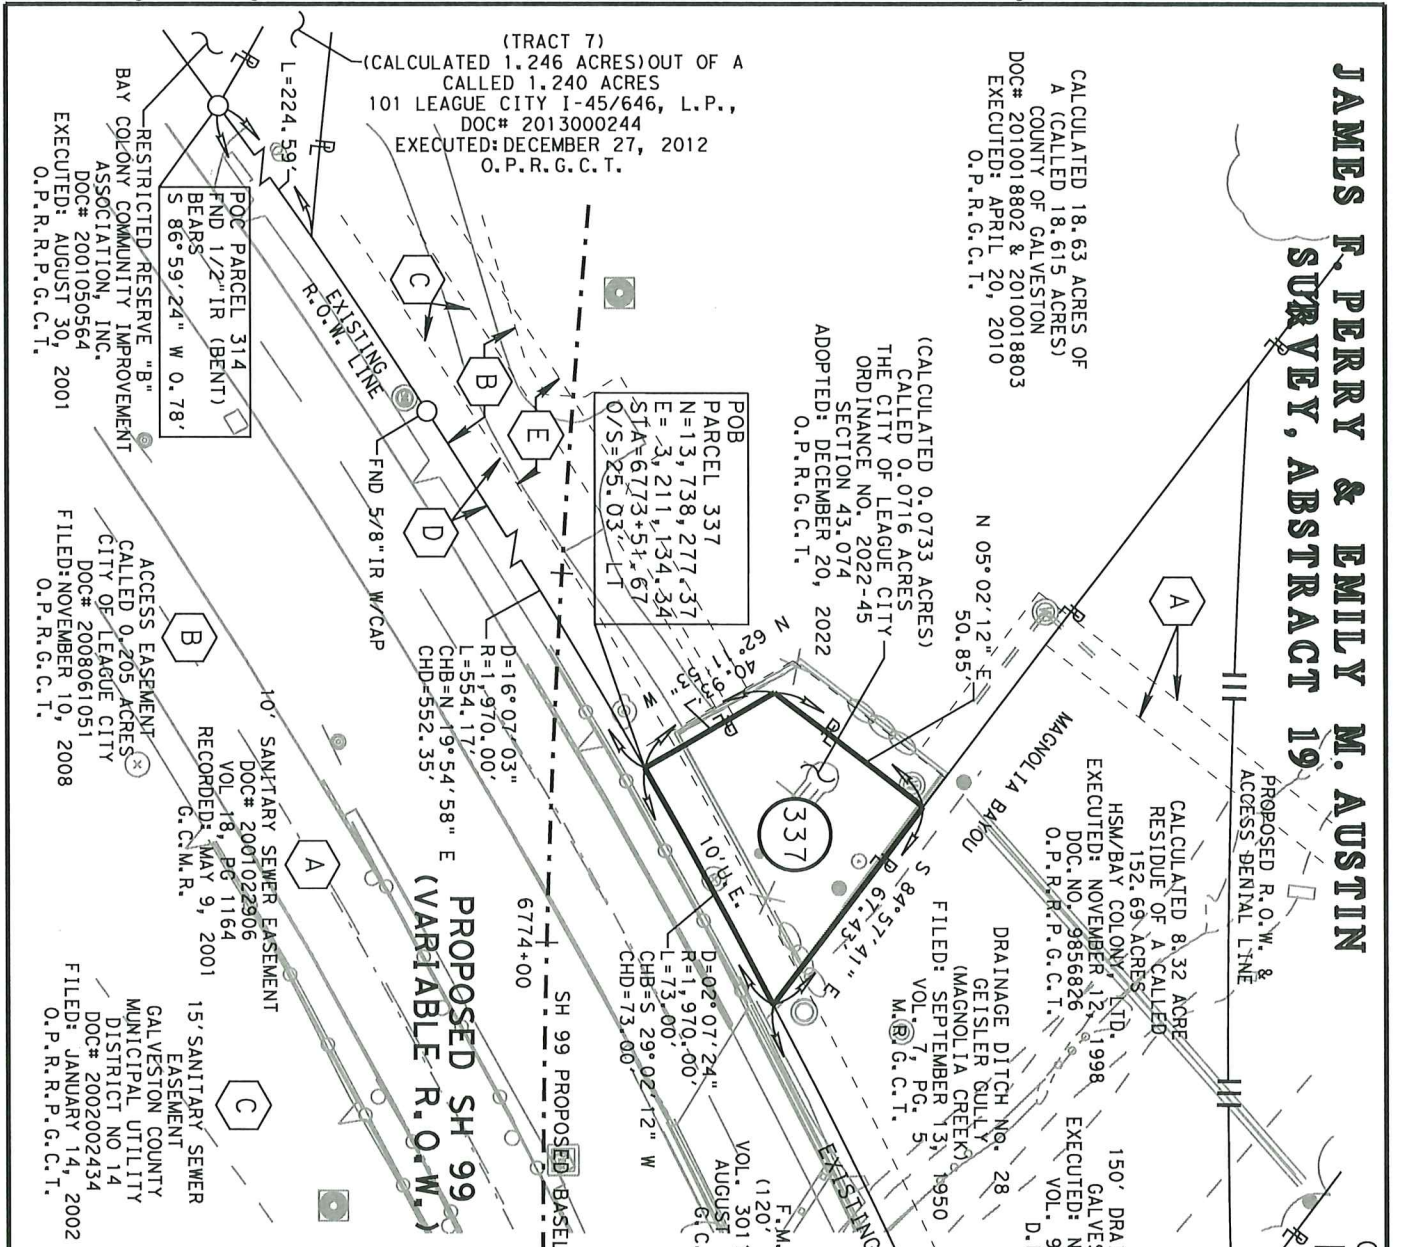 JAMES F. PERRY & EMILY M. AUSTIN
SURVEY, ABSTRACT 19
(TRACT 7)
(CALCULATED 1.246 ACRES)OUT OF A
CALLED 1.240 ACRES
101 LEAGUE CITY I-45/646, L.P.,
DOC# 2013000244
EXECUTED:DECEMBER 27, 2012
O.P.R.G.C.T.
CALCULATED 18.63 ACRES OF
A (CALLED 18.615 ACRES)
COUNTY OF GALVESTON
DOC# 2010018802 & 2010018803
EXECUTED: APRIL 20, 2010
O.P.R.G.C.T.
L=224.59'
RESTRICTED RESERVE "B"
BAY COLONY COMMUNITY IMPROVEMENT
ASSOCIATION, INC.
DOC# 2001050564
EXECUTED: AUGUST 30, 2001
O.P.R.R.P.G.C.T.
POC PARCEL 314
FND 1/2"IR (BENT)
BEARS
S 86°59'24" W 0.78'
EXISTING
R.O.W. LINE
C
B
E
D
FND 5/8"IR W/CAP
POB
PARCEL 337
N=13,738,277.37
E= 3,211,134.34
STA=6773+51.67
O/S=25.03' LT
(CALCULATED 0.0733 ACRES)
CALLED 0.0716 ACRES
THE CITY OF LEAGUE CITY
ORDINANCE NO. 2022-45
SECTION 43.074
ADOPTED: DECEMBER 20, 2022
O.P.R.G.C.T.
N 05°02'12" E
50.85'
A
MAGNOLIA BAYOU
PROPOSED R.O.W. &
ACCESS DENIAL LINE
CALCULATED 8.32 ACRE
RESIDUE OF A CALLED
152.69 ACRES
HSM/BAY COLONY, LTD.
EXECUTED: NOVEMBER 12, 1998
DOC.NO. 9856826
O.P.R.R.P.G.C.T.
337
10' U.E.
S 84°57'41" E
67.43'
D=16°07'03"
R=1,970.00'
L=554.17'
CHB=N 19°54'58" E
CHD=552.35'
D=02°07'24"
R=1,970.00'
L=73.00'
CHB=S 29°02'12" W
CHD=73.00'
DRAINAGE DITCH NO. 28
GEISLER GULLY
(MAGNOLIA CREEK)
FILED: SEPTEMBER 13, 1950
VOL. 7, PG. 5
M.R.G.C.T.
150' DRA
GALVES
EXECUTED: N
VOL. 9
D.
6774+00
SH 99 PROPOSED BASEL
PROPOSED SH 99
(VARIABLE R.O.W.)
EXISTING
F.M.
(120'
VOL. 301
AUGUST
G.C.
B
ACCESS EASEMENT
CALLED 0.205 ACRES
CITY OF LEAGUE CITY
DOC# 2008061051
FILED:NOVEMBER 10, 2008
O.P.R.G.C.T.
A
10' SANITARY SEWER EASEMENT
DOC# 2001022906
VOL 18, PG 1164
RECORDED: MAY 9, 2001
G.C.M.R.
C
15'SANITARY SEWER
EASEMENT
GALVESTON COUNTY
MUNICIPAL UTILITY
DISTRICT NO 14
DOC# 2002002434
FILED: JANUARY 14, 2002
O.P.R.R.P.G.C.T.